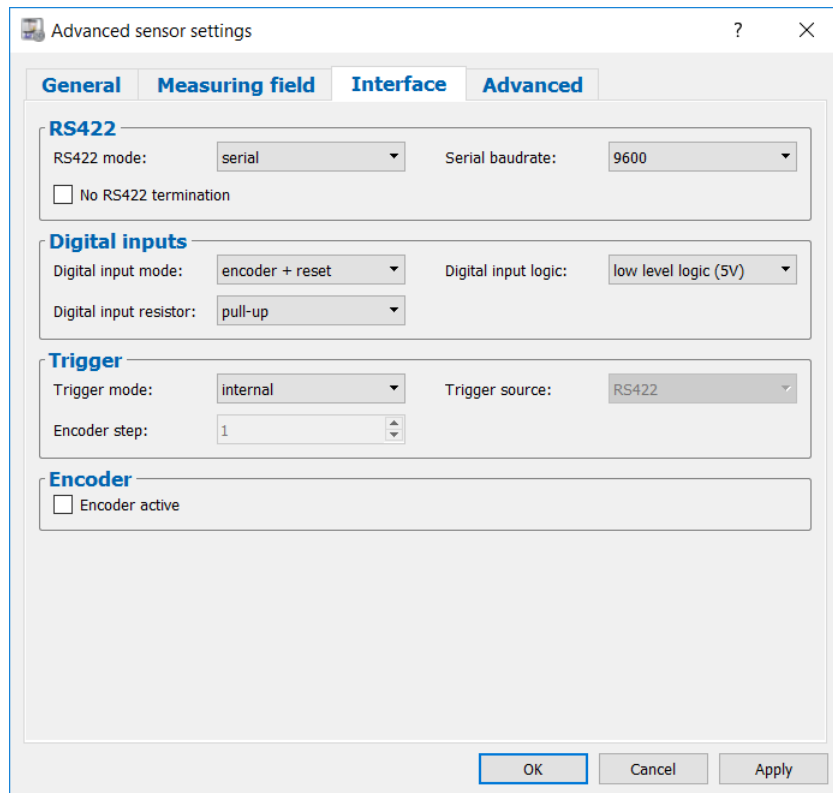 Advanced sensor settings
?
General Measuring field Interface Advanced
RS422
RS422 mode: serial Serial baudrate: 9600
No RS422 termination
Digital inputs
Digital input mode: encoder + reset Digital input logic: low level logic (5V)
Digital input resistor: pull-up
Trigger
Trigger mode: internal Trigger source: RS422
Encoder step: 1
Encoder
Encoder active
OK Cancel Apply